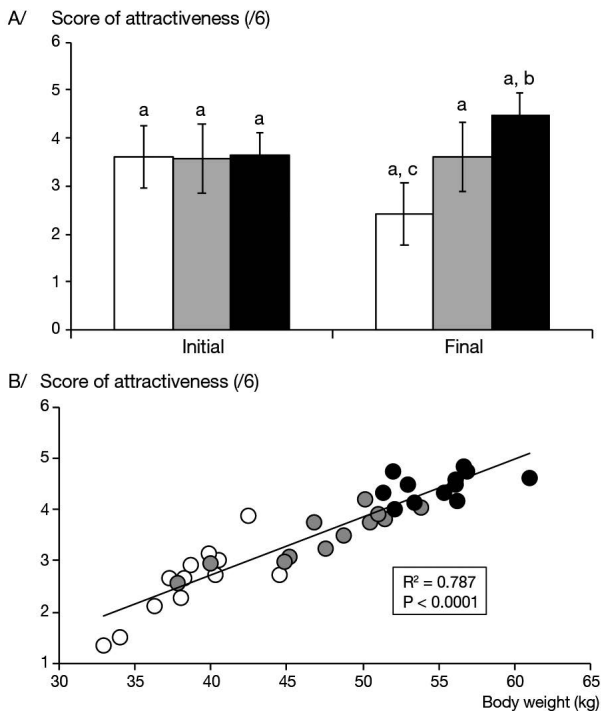 A/ Score of attractiveness (/6)
6
5
4
3
2
1
0
a a a
a, c a a, b
Initial Final
B/ Score of attractiveness (/6)
6
5
4
3
2
1
R² = 0.787
P < 0.0001
30 35 40 45 50 55 60 65
Body weight (kg)